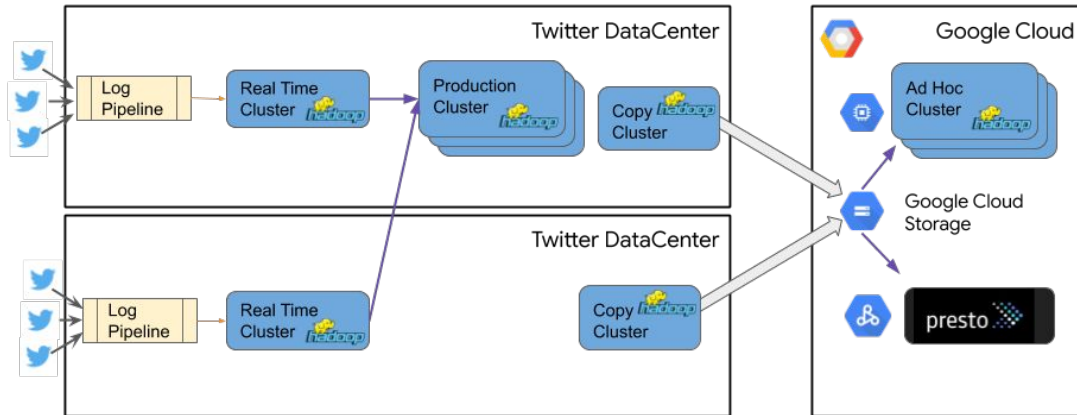 Twitter DataCenter
Log
Pipeline
Real Time
Cluster
hadoop
Production
Cluster
hadoop
Copy
Cluster
hadoop
Google Cloud
Ad Hoc
Cluster
hadoop
Google Cloud
Storage
presto
Twitter DataCenter
Log
Pipeline
Real Time
Cluster
hadoop
Copy
Cluster
hadoop